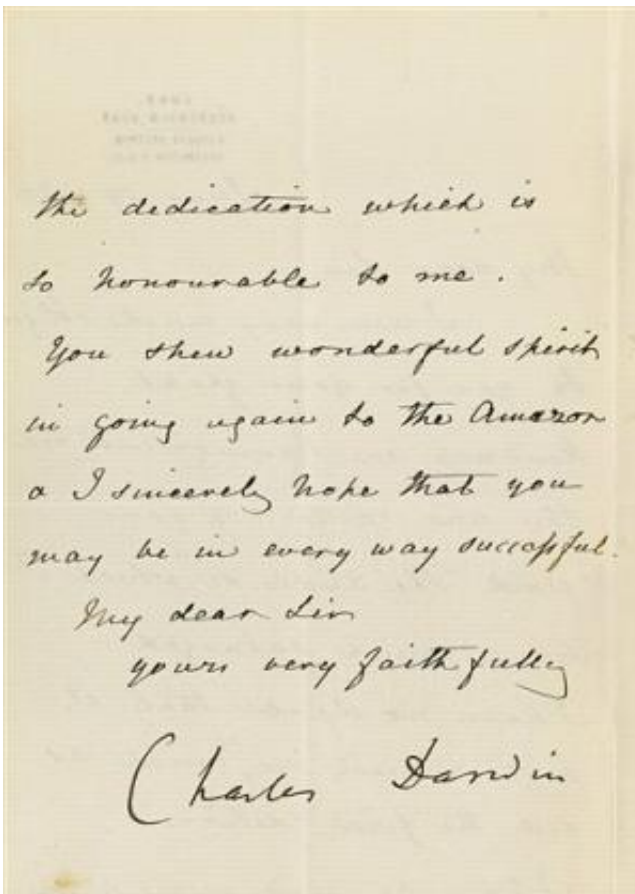 the dedication which is
so honourable to me.
You shew wonderful spirit
in going again to the Amazon
& I sincerely hope that you
may be in every way successful.
My dear Sir
yours very faithfully
Charles Darwin